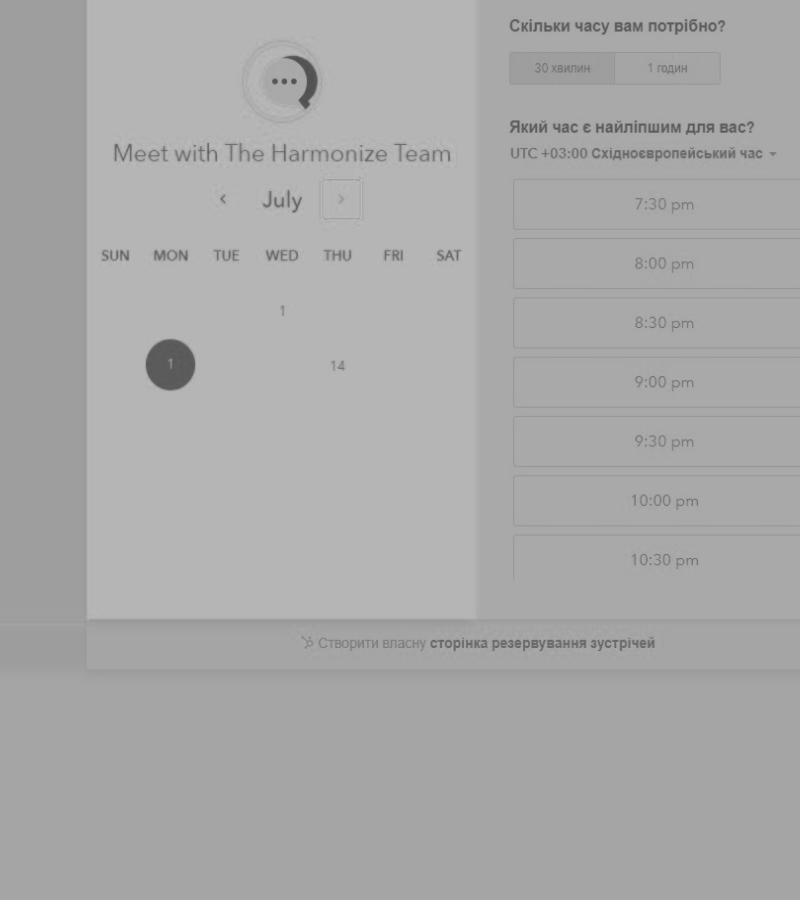 Meet with The Harmonize Team
July
SUN MON TUE WED THU FRI SAT
1
1 14
Скільки часу вам потрібно?
30 хвилин 1 годин
Який час є найліпшим для вас?
UTC +03:00 Східноєвропейський час
7:30 pm
8:00 pm
8:30 pm
9:00 pm
9:30 pm
10:00 pm
10:30 pm
Створити власну сторінка резервування зустрічей